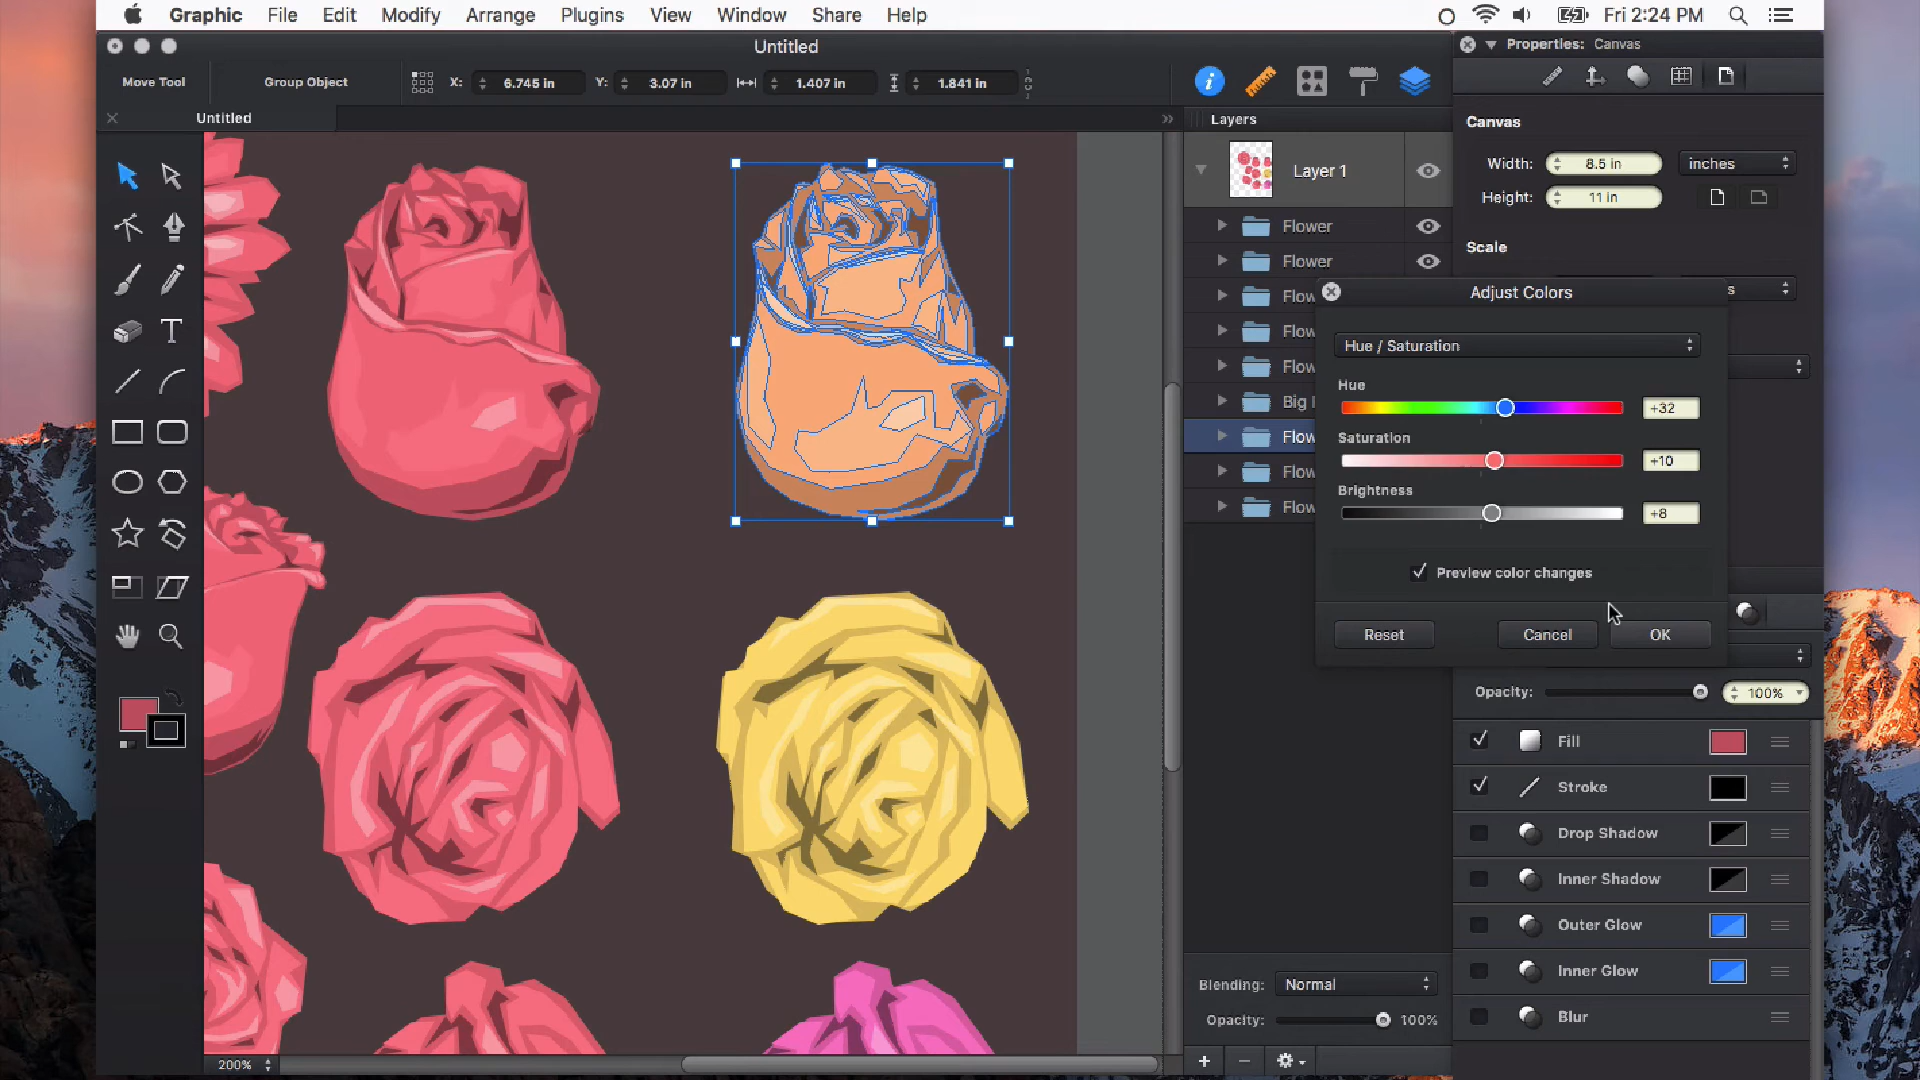 Graphic File Edit Modify Arrange Plugins View Window Share Help Fri 2:24 PM
Untitled
Properties: Canvas
Move Tool Group Object X: 6.745 in Y: 3.07 in 1.407 in 1.841 in
Untitled
Layers
Layer 1
Flower
Flower
Flow
Flow
Flow
Big
Flow
Flow
Flow
Canvas
Width: 8.5 in inches
Height: 11 in
Scale
s
Adjust Colors
Hue / Saturation
Hue
+32
Saturation
+10
Brightness
+8
Preview color changes
Reset Cancel OK
Opacity: 100%
Fill
Stroke
Drop Shadow
Inner Shadow
Outer Glow
Inner Glow
Blur
Blending: Normal
Opacity: 100%
200%
T
i